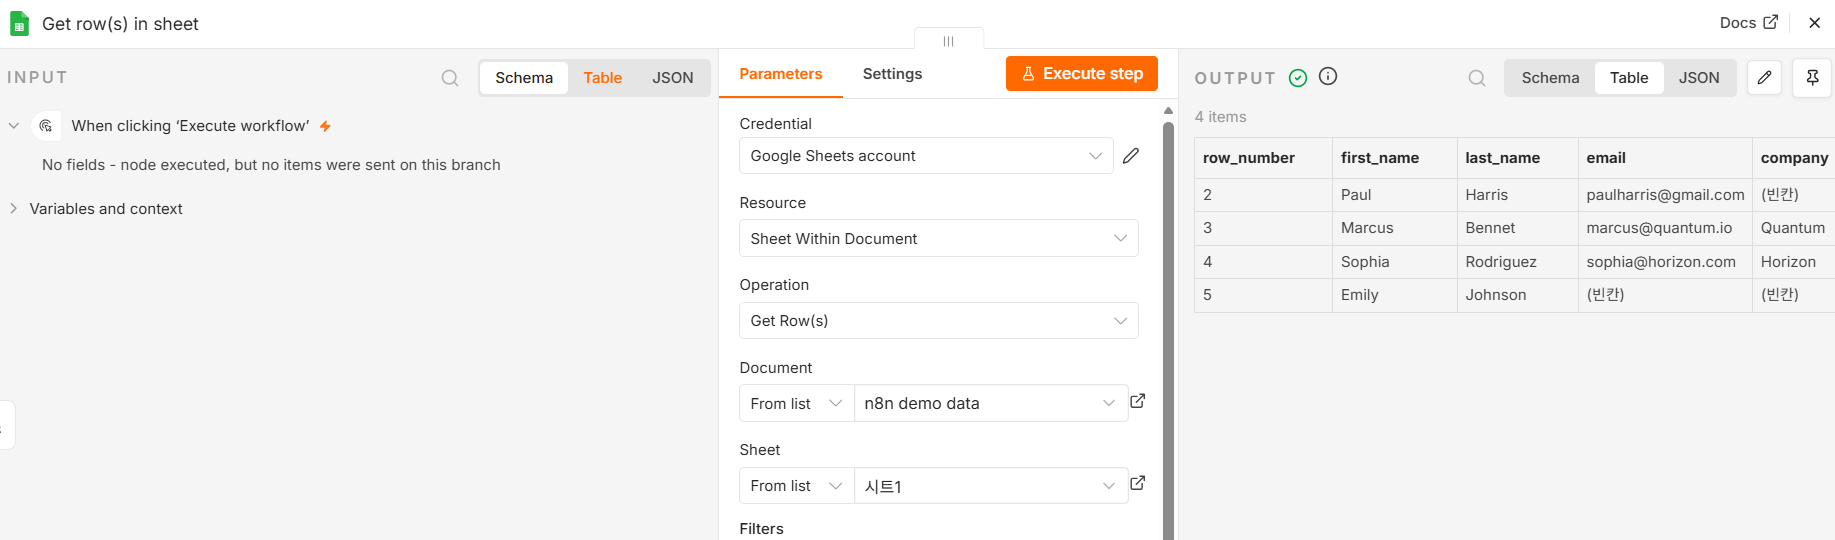 Get row(s) in sheet
Docs
INPUT
Schema Table JSON
When clicking ‘Execute workflow’
No fields - node executed, but no items were sent on this branch
Variables and context
Parameters Settings
Execute step
Credential
Google Sheets account
Resource
Sheet Within Document
Operation
Get Row(s)
Document
From list n8n demo data
Sheet
From list 시트1
Filters
OUTPUT
Schema Table JSON
4 items
row_number first_name last_name email company
2 Paul Harris paulharris@gmail.com (빈칸)
3 Marcus Bennet marcus@quantum.io Quantum
4 Sophia Rodriguez sophia@horizon.com Horizon
5 Emily Johnson (빈칸) (빈칸)